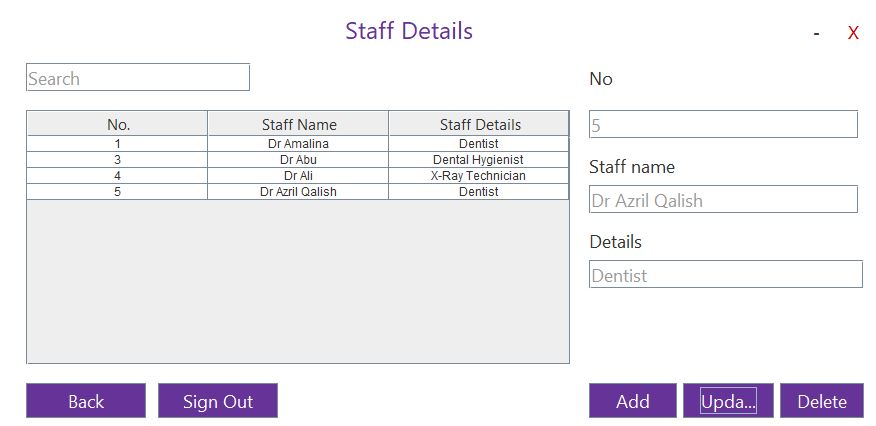 Staff Details
- X
Search
No. Staff Name Staff Details
1 Dr Amalina Dentist
3 Dr Abu Dental Hygienist
4 Dr Ali X-Ray Technician
5 Dr Azril Qalish Dentist
No
5
Staff name
Dr Azril Qalish
Details
Dentist
Back Sign Out
Add Upda... Delete